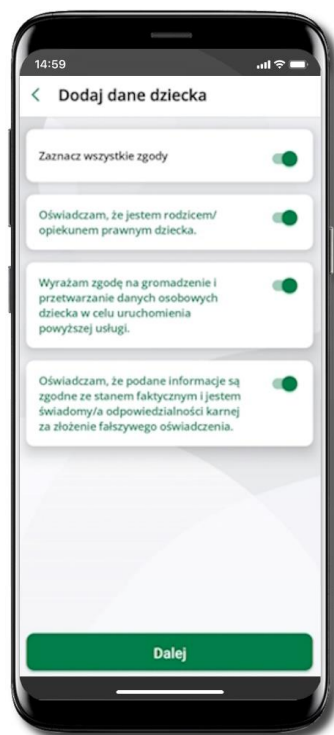 14:59
Dodaj dane dziecka
Zaznacz wszystkie zgody
Oświadczam, że jestem rodzicem/
opiekunem prawnym dziecka.
Wyrażam zgodę na gromadzenie i
przetwarzanie danych osobowych
dziecka w celu uruchomienia
powyższej usługi.
Oświadczam, że podane informacje są
zgodne ze stanem faktycznym i jestem
świadomy/a odpowiedzialności karnej
za złożenie fałszywego oświadczenia.
Dalej